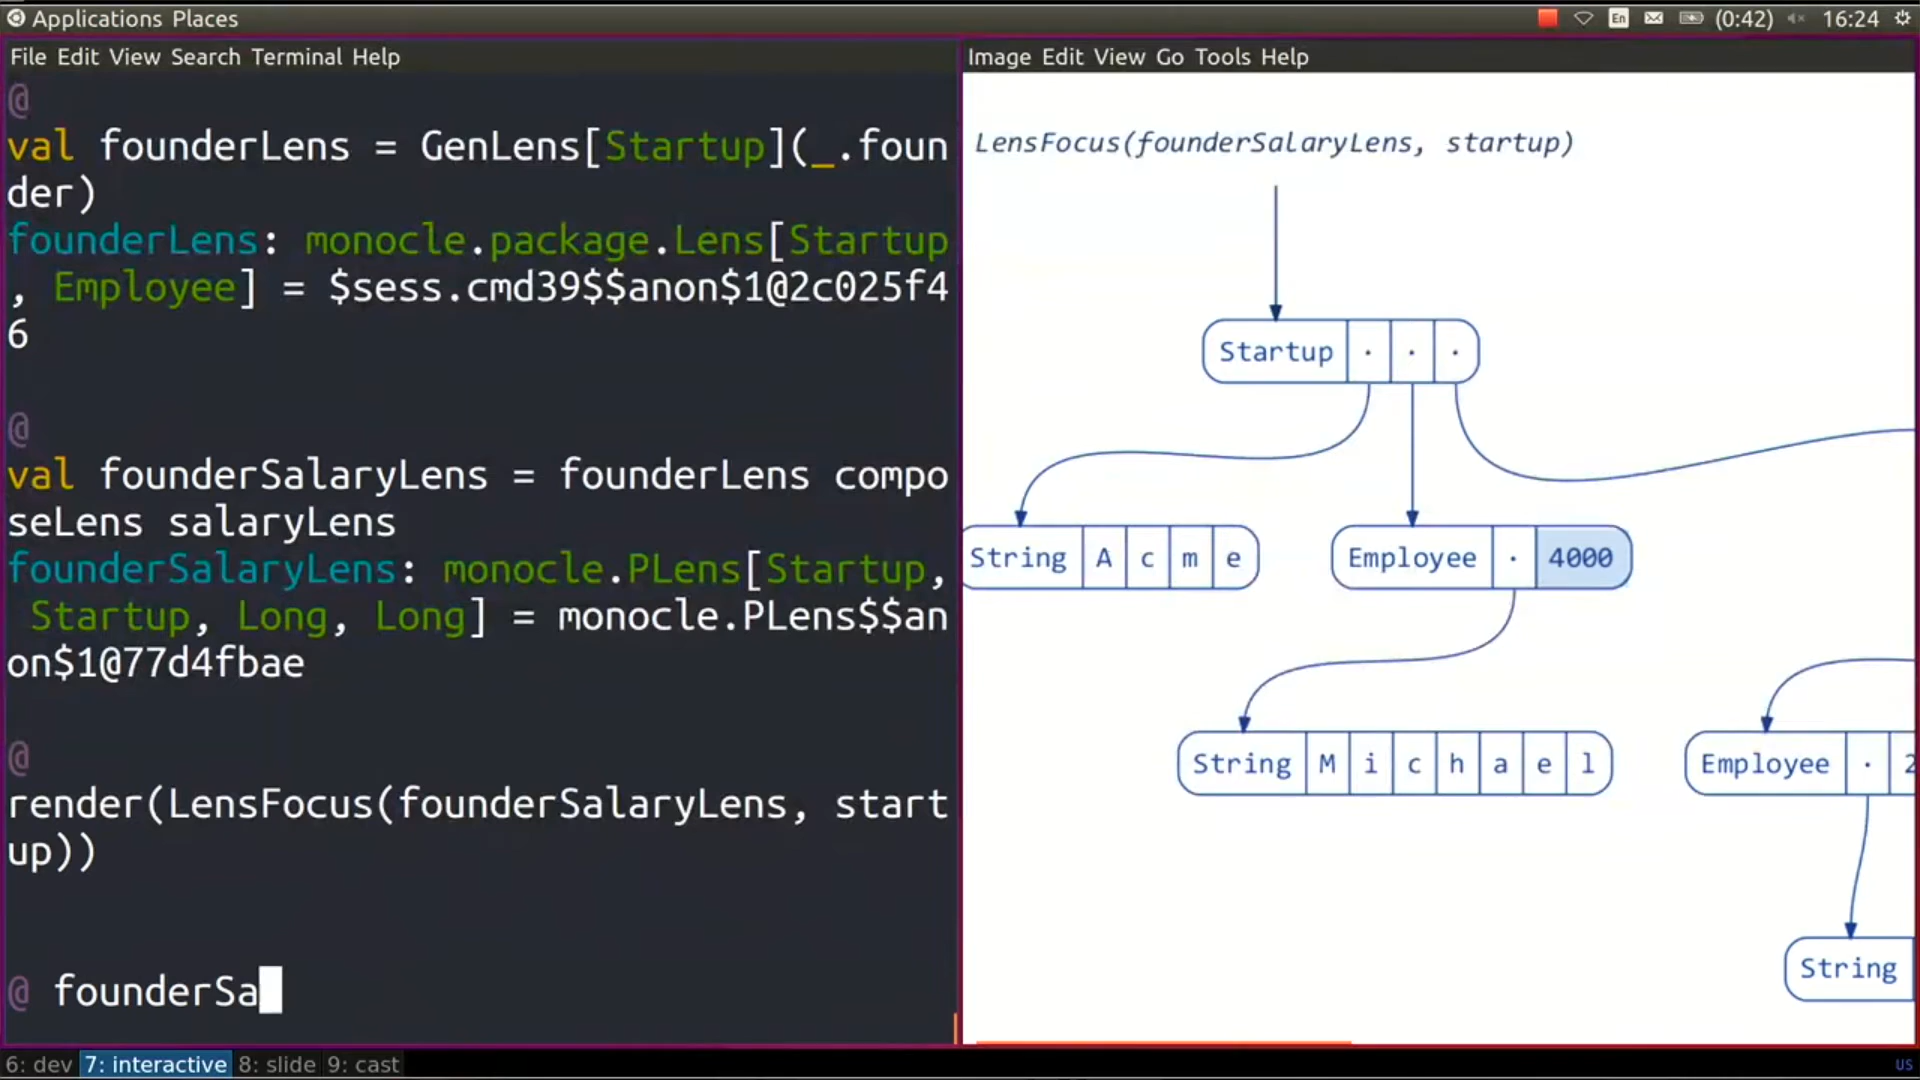 Applications Places
En (0:42) 16:24
File Edit View Search Terminal Help
@
val founderLens = GenLens[Startup](_.foun
der)
founderLens: monocle.package.Lens[Startup
, Employee] = $sess.cmd39$$anon$1@2c025f4
6
@
val founderSalaryLens = founderLens compo
seLens salaryLens
founderSalaryLens: monocle.PLens[Startup,
Startup, Long, Long] = monocle.PLens$$an
on$1@77d4fbae
@
render(LensFocus(founderSalaryLens, start
up))
@ founderSa
Image Edit View Go Tools Help
LensFocus(founderSalaryLens, startup)
Startup · · ·
String A c m e
Employee · 4000
String M i c h a e l
Employee · 2
String
6: dev 7: interactive 8: slide 9: cast
US